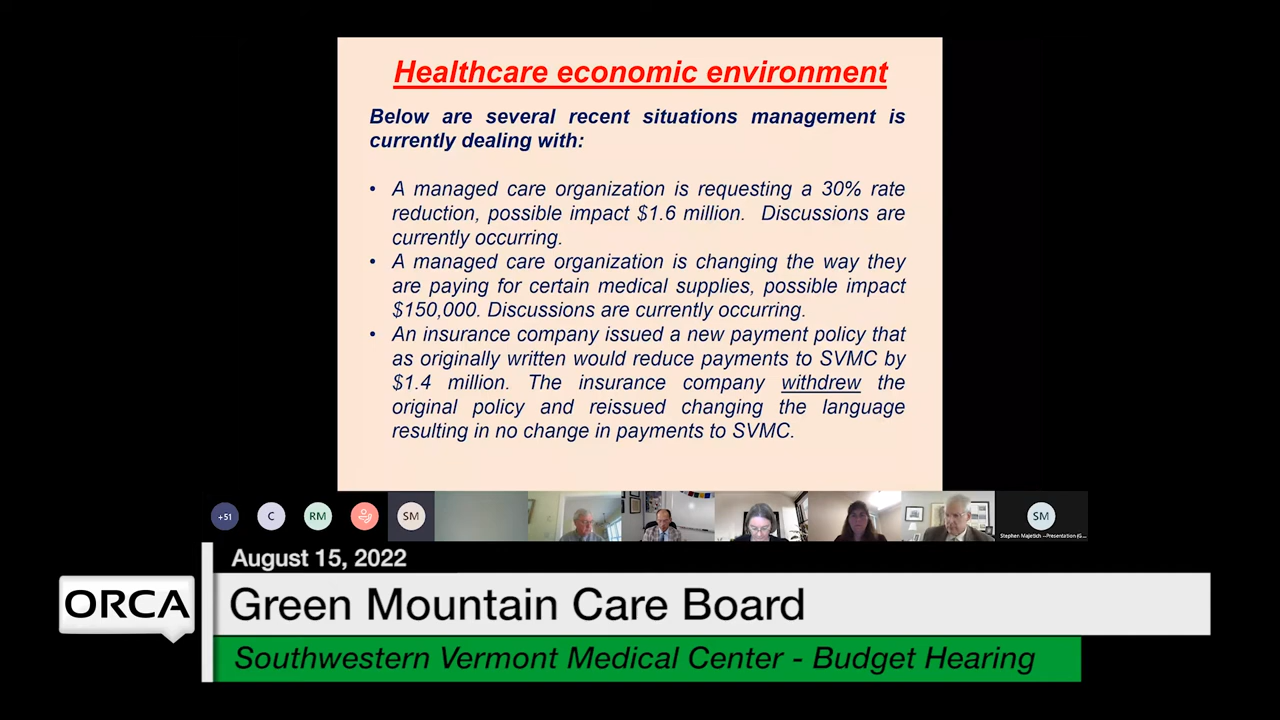 Healthcare economic environment
Below are several recent situations management is
currently dealing with:
• A managed care organization is requesting a 30% rate
reduction, possible impact $1.6 million. Discussions are
currently occurring.
• A managed care organization is changing the way they
are paying for certain medical supplies, possible impact
$150,000. Discussions are currently occurring.
• An insurance company issued a new payment policy that
as originally written would reduce payments to SVMC by
$1.4 million. The insurance company withdrew the
original policy and reissued changing the language
resulting in no change in payments to SVMC.
+51 C RM SM SM
Stephen Majetich --Presentation
August 15, 2022
ORCA
Green Mountain Care Board
Southwestern Vermont Medical Center - Budget Hearing